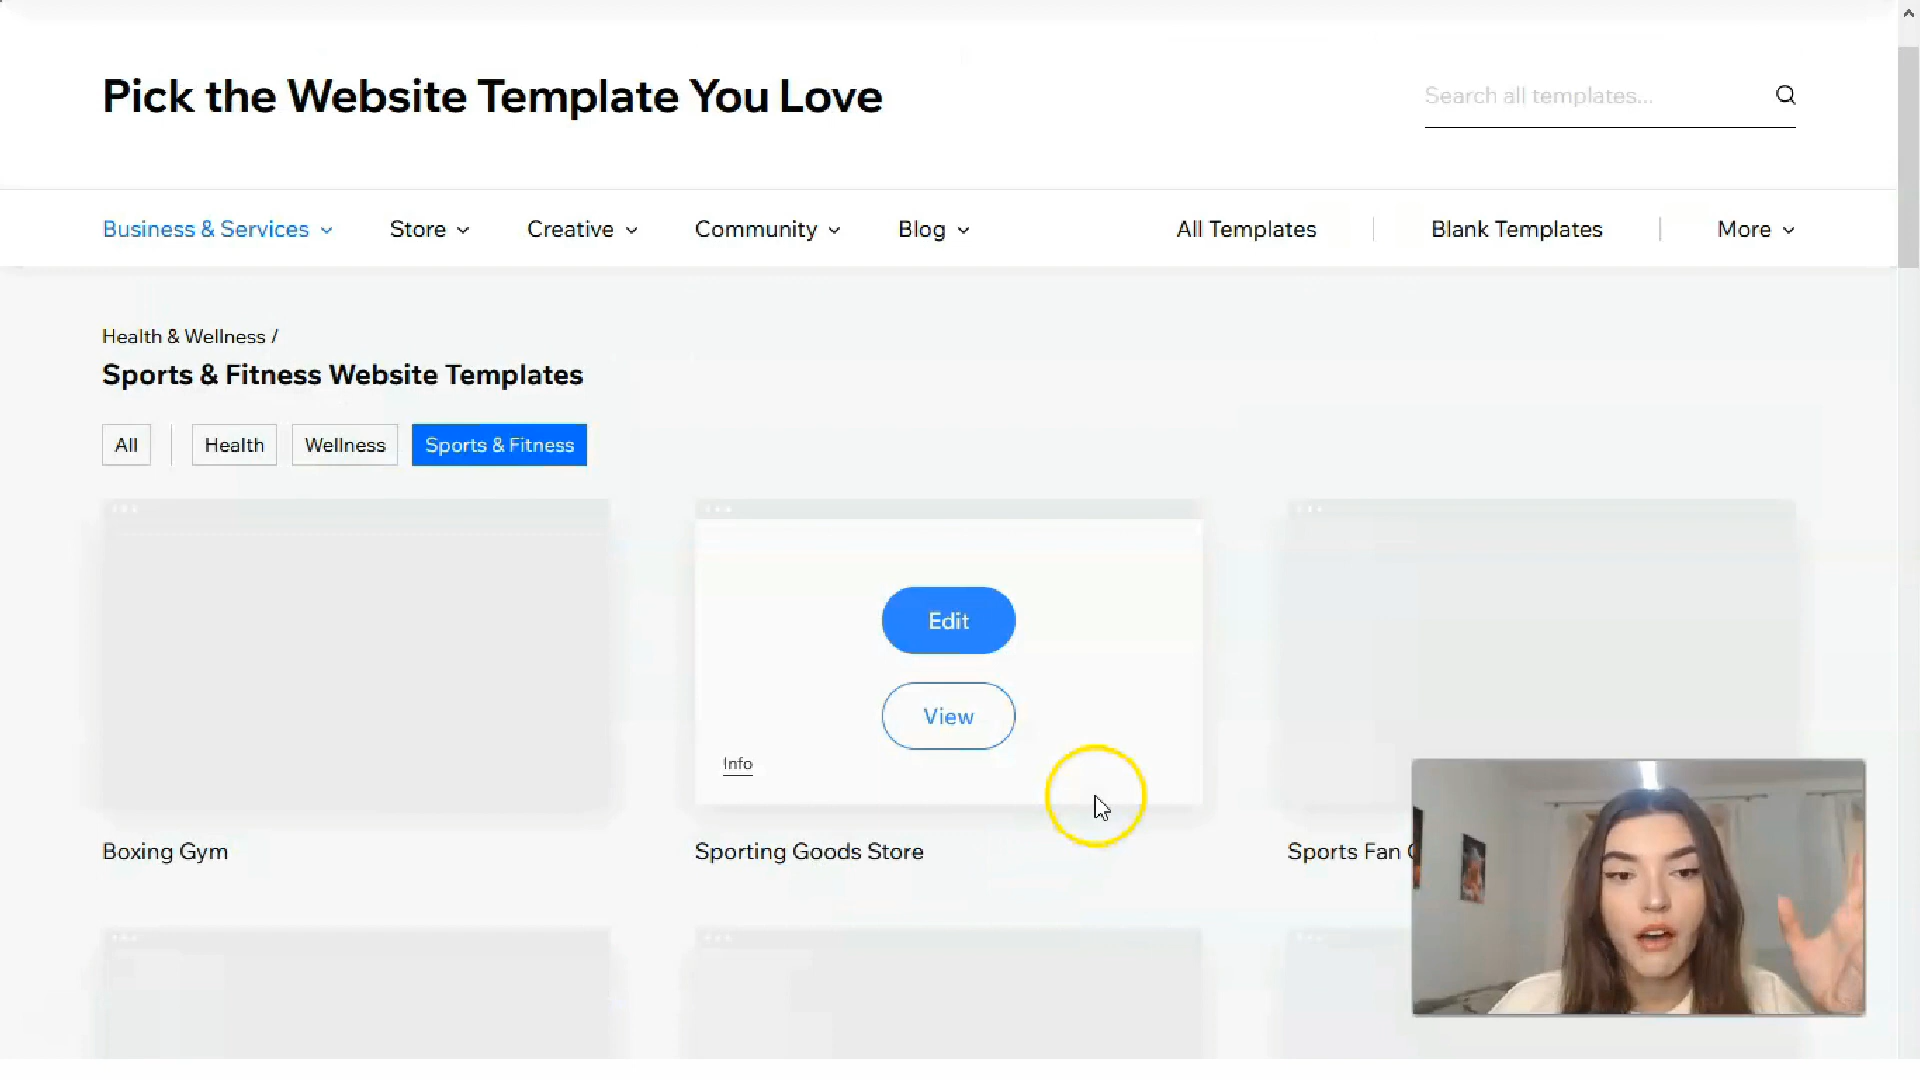 Pick the Website Template You Love
Search all templates...
Business & Services
Store
Creative
Community
Blog
All Templates
Blank Templates
More
Health & Wellness /
Sports & Fitness Website Templates
All
Health
Wellness
Sports & Fitness
Edit
View
Info
Boxing Gym
Sporting Goods Store
Sports Fan